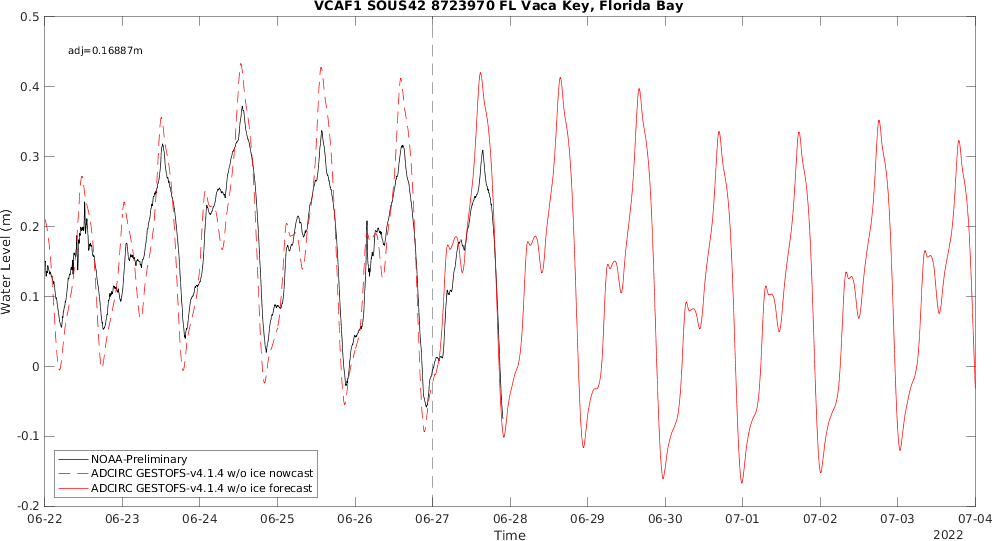 VCAF1 SOUS42 8723970 FL Vaca Key, Florida Bay
0.5
adj=0.16887m
0.4
0.3
0.2
0.1
0
-0.1
-0.2
Water Level (m)
NOAA-Preliminary
ADCIRC GESTOFS-v4.1.4 w/o ice nowcast
ADCIRC GESTOFS-v4.1.4 w/o ice forecast
06-22 06-23 06-24 06-25 06-26 06-27 06-28 06-29 06-30 07-01 07-02 07-03 07-04
Time
2022